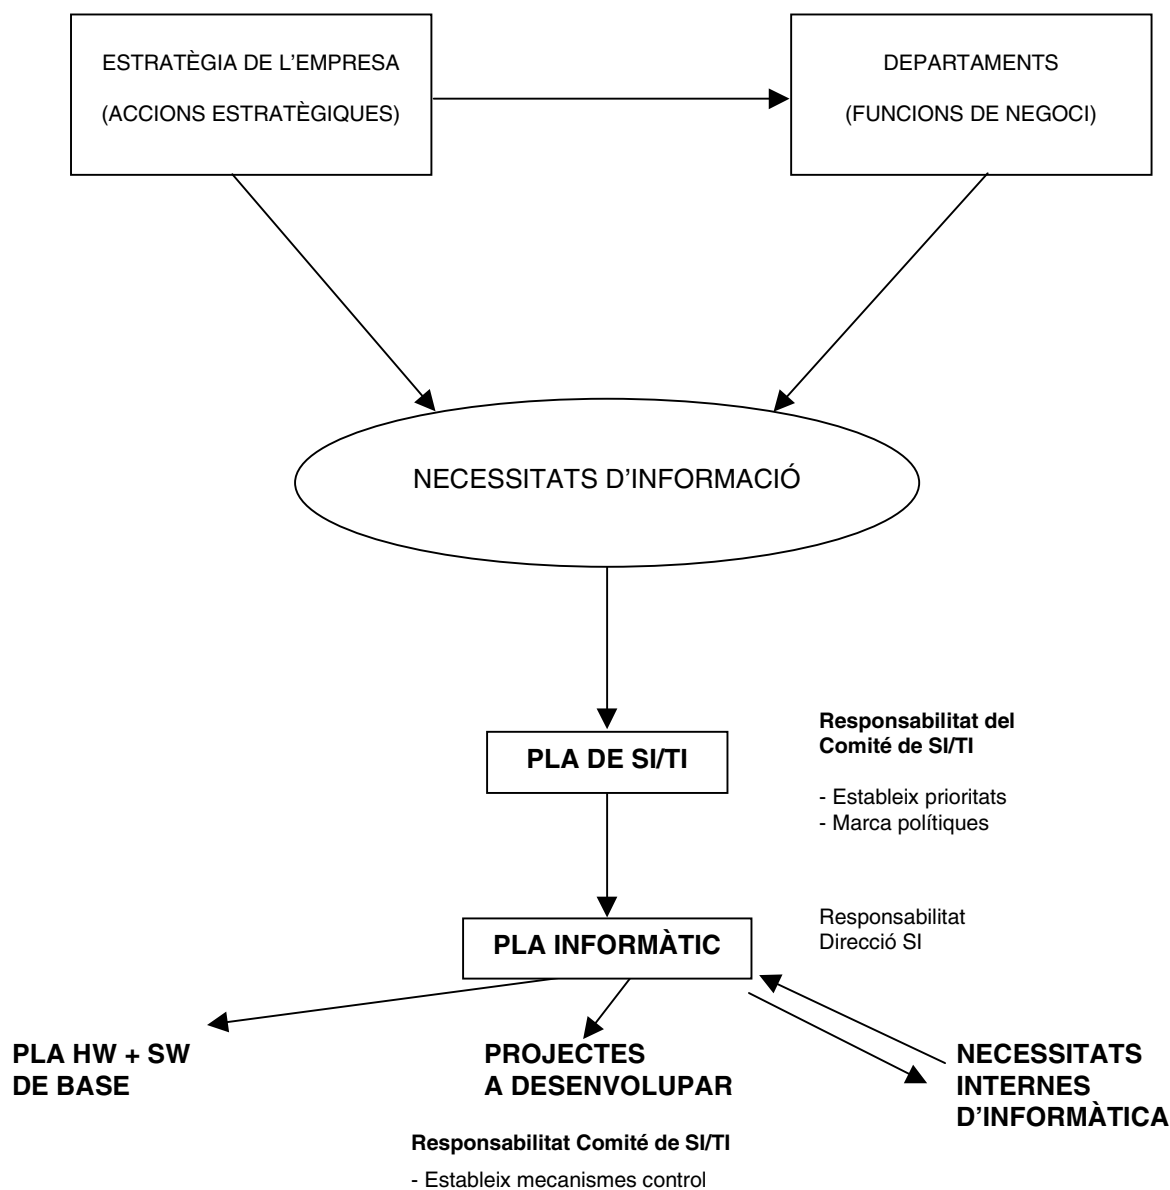 ESTRATÈGIA DE L'EMPRESA
(ACCIONS ESTRATÈGIQUES)
DEPARTAMENTS
(FUNCIONS DE NEGOCI)
NECESSITATS D'INFORMACIÓ
PLA DE SI/TI
Responsabilitat del
Comité de SI/TI
- Estableix prioritats
- Marca polítiques
PLA INFORMÀTIC
Responsabilitat
Direcció SI
PLA HW + SW
DE BASE
PROJECTES
A DESENVOLUPAR
NECESSITATS
INTERNES
D'INFORMÀTICA
Responsabilitat Comité de SI/TI
- Estableix mecanismes control